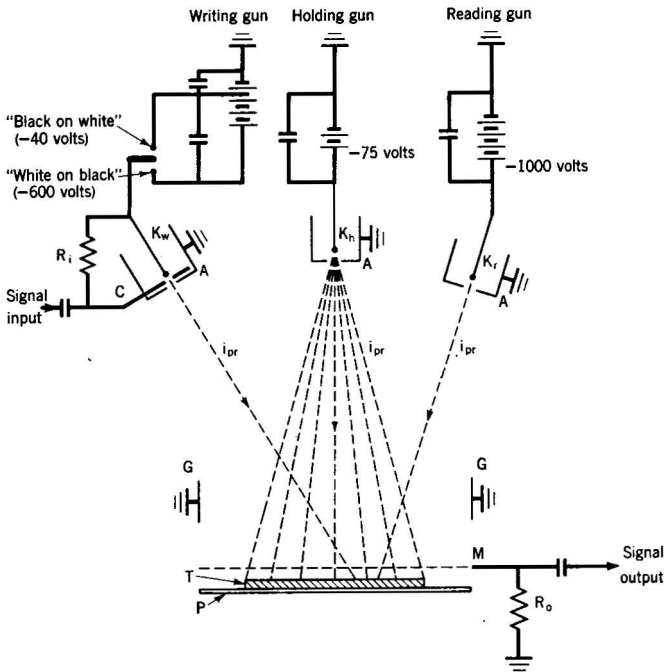 Writing gun
Holding gun
Reading gun
"Black on white"
(–40 volts)
"White on black"
(–600 volts)
–75 volts
–1000 volts
Ri
Kw
A
C
Signal
input
Kh
A
Kr
A
ipr
ipr
ipr
G
G
M
Signal
output
T
P
Ro